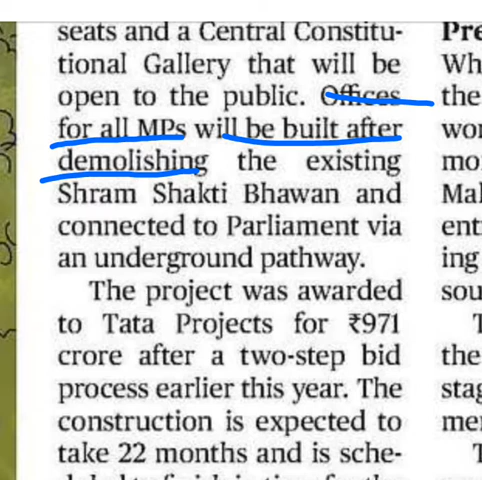 seats and a Central Constitu-
tional Gallery that will be
open to the public. Offices
for all MPs will be built after
demolishing the existing
Shram Shakti Bhawan and
connected to Parliament via
an underground pathway.
The project was awarded
to Tata Projects for ₹971
crore after a two-step bid
process earlier this year. The
construction is expected to
take 22 months and is sche-
Pre
Wh
the
wor
mo
Mal
enti
ing
sou
T
the
stag
mer
T